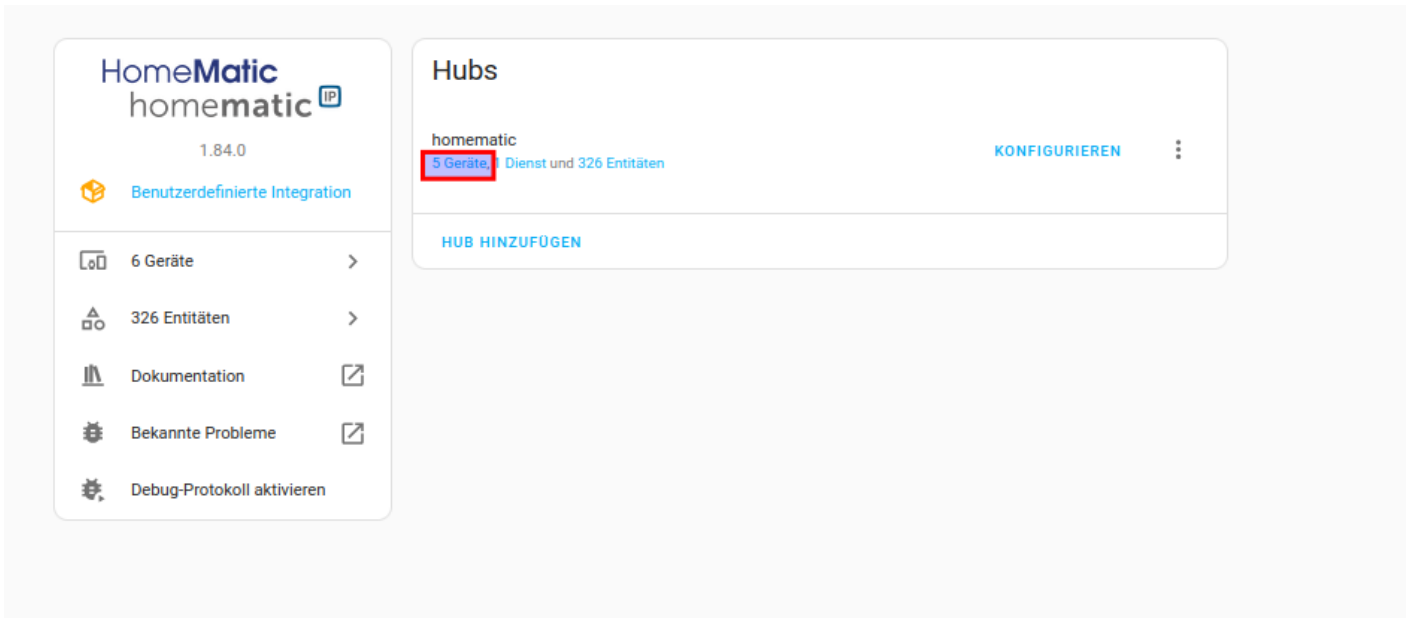 HomeMatic
homematic IP
1.84.0
Benutzerdefinierte Integration
6 Geräte
326 Entitäten
Dokumentation
Bekannte Probleme
Debug-Protokoll aktivieren
Hubs
homematic
5 Geräte, 1 Dienst und 326 Entitäten
KONFIGURIEREN
HUB HINZUFÜGEN